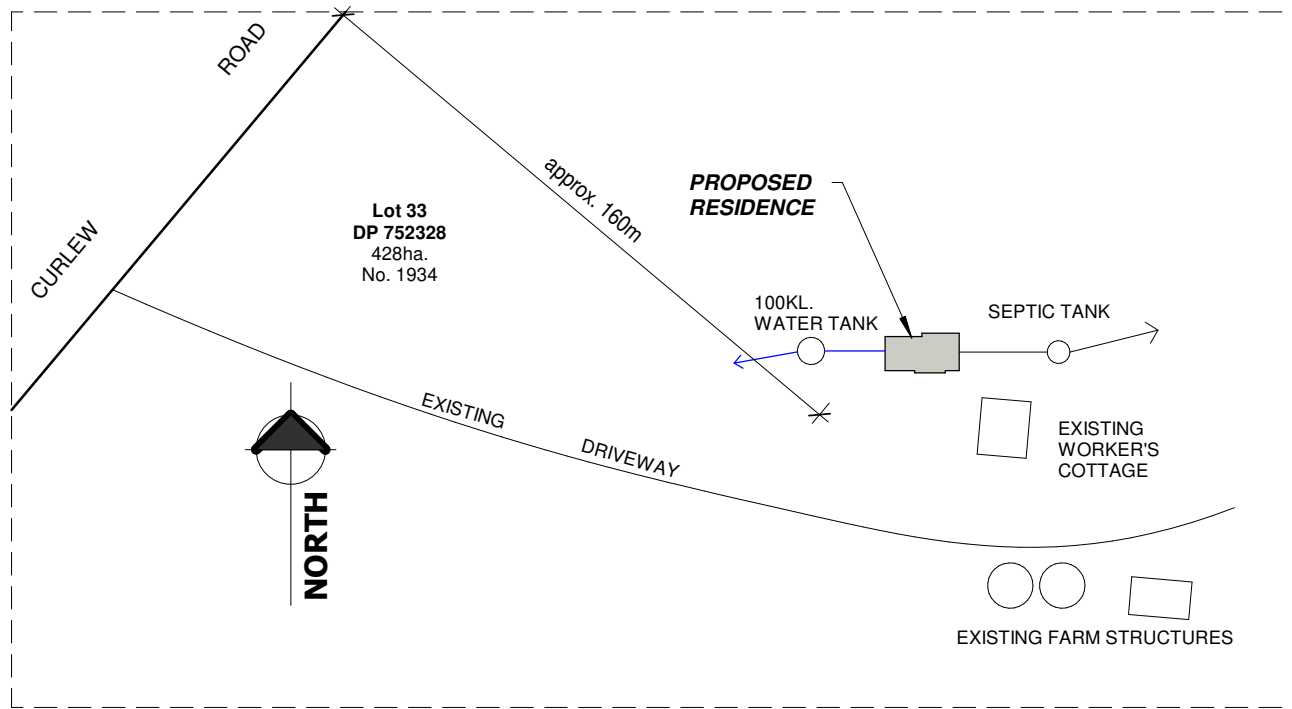 ROAD
CURLEW
Lot 33
DP 752328
428ha.
No. 1934
approx. 160m
PROPOSED
RESIDENCE
100KL.
WATER TANK
SEPTIC TANK
EXISTING
DRIVEWAY
EXISTING
WORKER'S
COTTAGE
NORTH
EXISTING FARM STRUCTURES